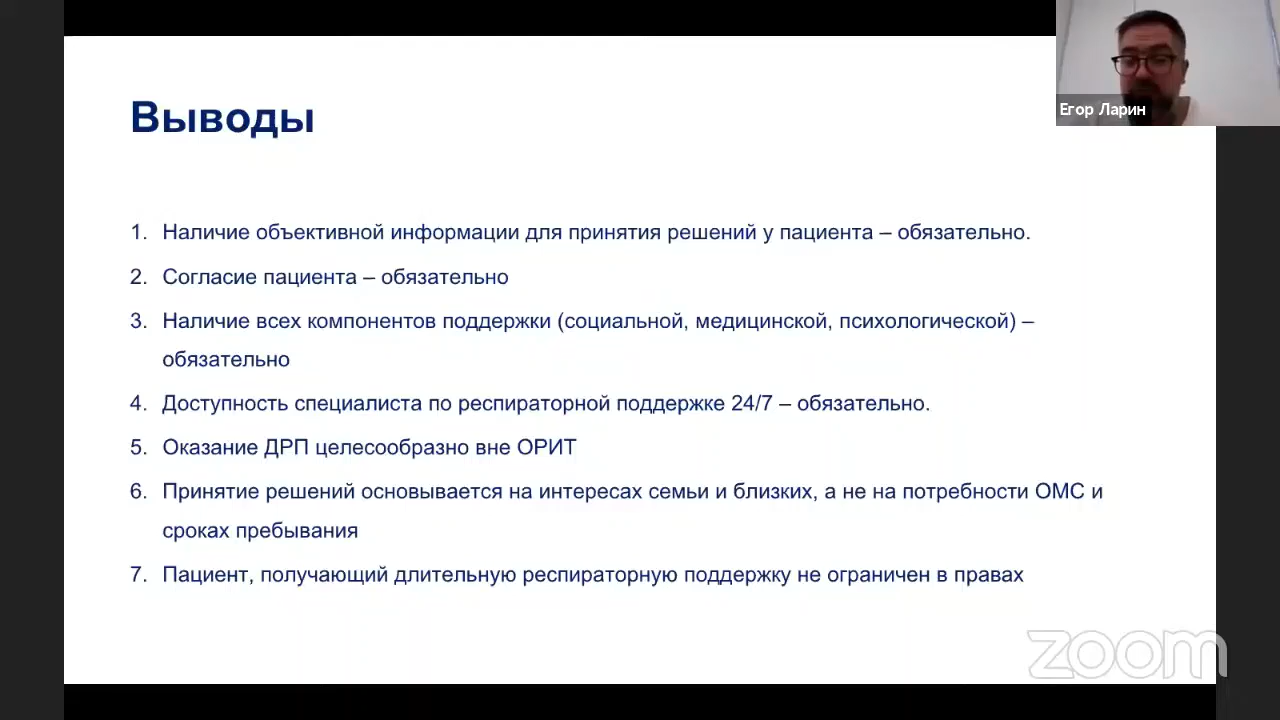 Выводы
Егор Ларин
1. Наличие объективной информации для принятия решений у пациента – обязательно.
2. Согласие пациента – обязательно
3. Наличие всех компонентов поддержки (социальной, медицинской, психологической) –
обязательно
4. Доступность специалиста по респираторной поддержке 24/7 – обязательно.
5. Оказание ДРП целесообразно вне ОРИТ
6. Принятие решений основывается на интересах семьи и близких, а не на потребности ОМС и
сроках пребывания
7. Пациент, получающий длительную респираторную поддержку не ограничен в правах
zoom